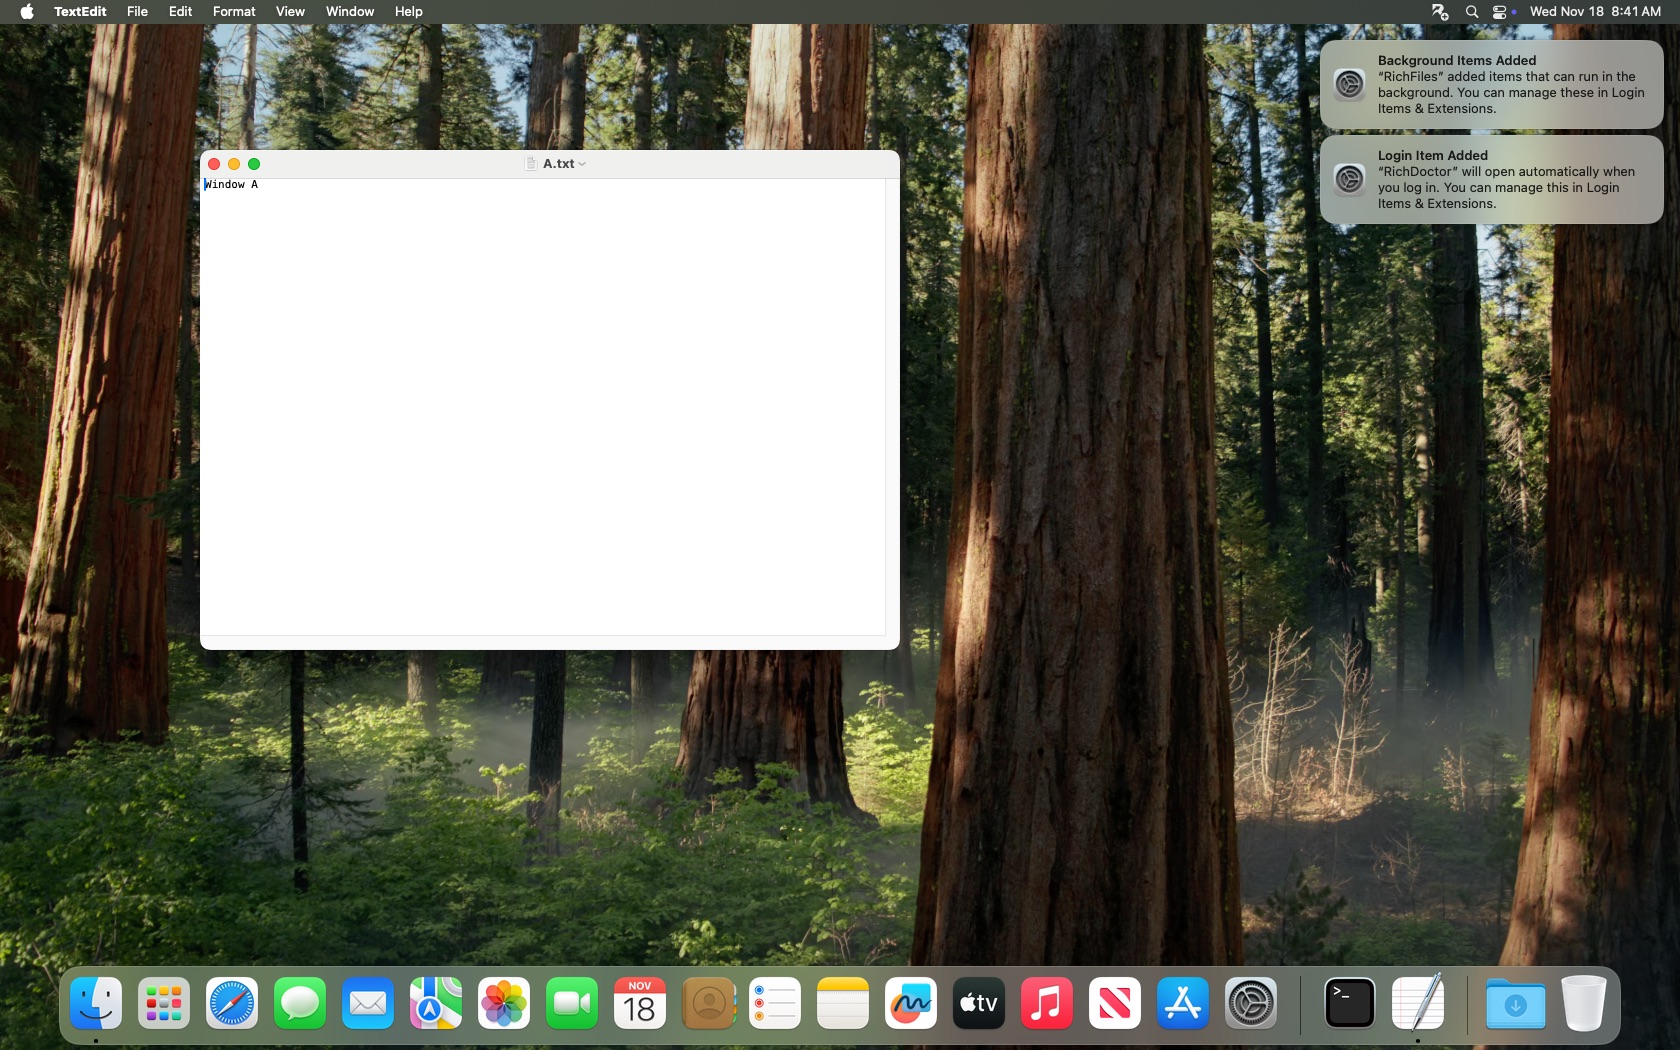 TextEdit File Edit Format View Window Help Wed Nov 18 8:41 AM
Background Items Added
“RichFiles” added items that can run in the
background. You can manage these in Login
Items & Extensions.
Login Item Added
“RichDoctor” will open automatically when
you log in. You can manage this in Login
Items & Extensions.
A.txt
Window A
NOV
18
tv
>_